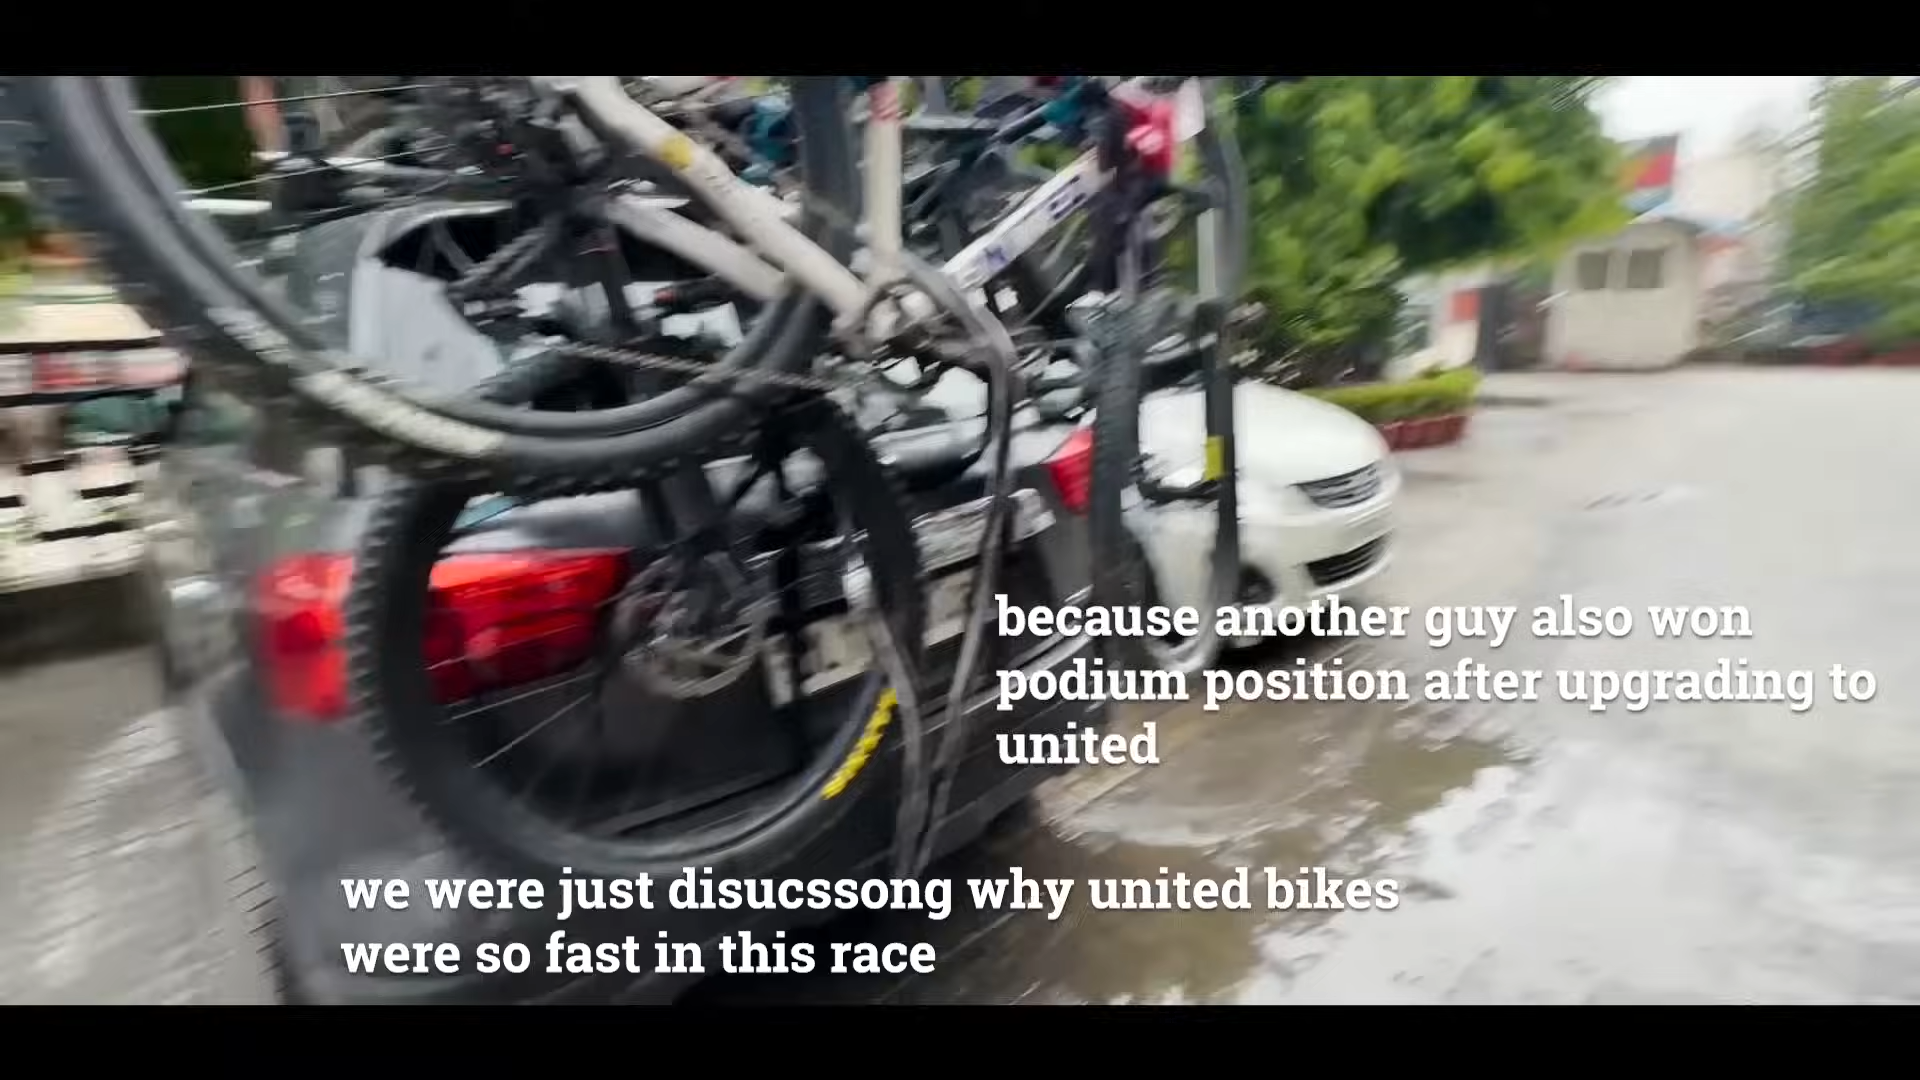 we were just disucssong why united bikes
were so fast in this race
because another guy also won
podium position after upgrading to
united